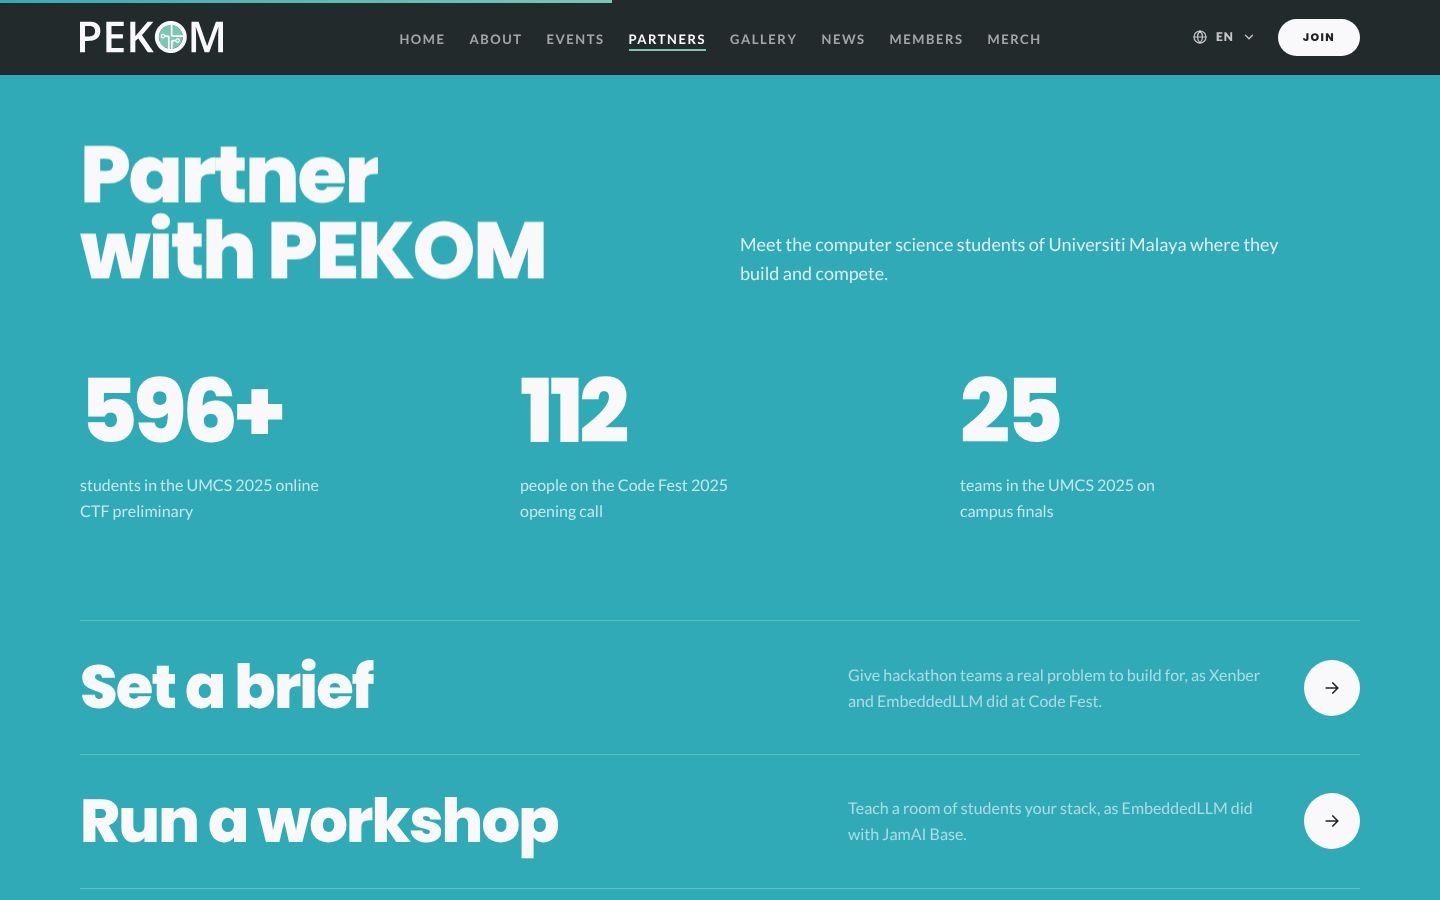 PEKOM
HOME ABOUT EVENTS PARTNERS GALLERY NEWS MEMBERS MERCH
EN
JOIN
Partner
with PEKOM
Meet the computer science students of Universiti Malaya where they
build and compete.
596+
students in the UMCS 2025 online
CTF preliminary
112
people on the Code Fest 2025
opening call
25
teams in the UMCS 2025 on
campus finals
Set a brief
Give hackathon teams a real problem to build for, as Xenber
and EmbeddedLLM did at Code Fest.
Run a workshop
Teach a room of students your stack, as EmbeddedLLM did
with JamAI Base.